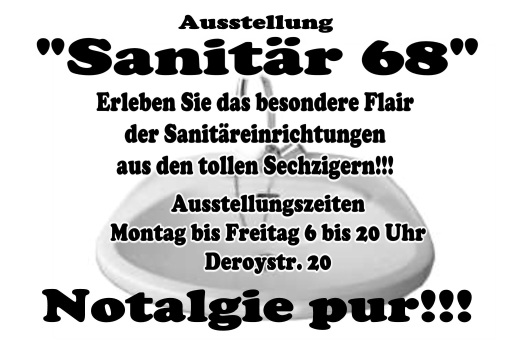 Ausstellung
"Sanitär 68"
Erleben Sie das besondere Flair
der Sanitäreinrichtungen
aus den tollen Sechzigern!!!
Ausstellungszeiten
Montag bis Freitag 6 bis 20 Uhr
Deroystr. 20
Notalgie pur!!!